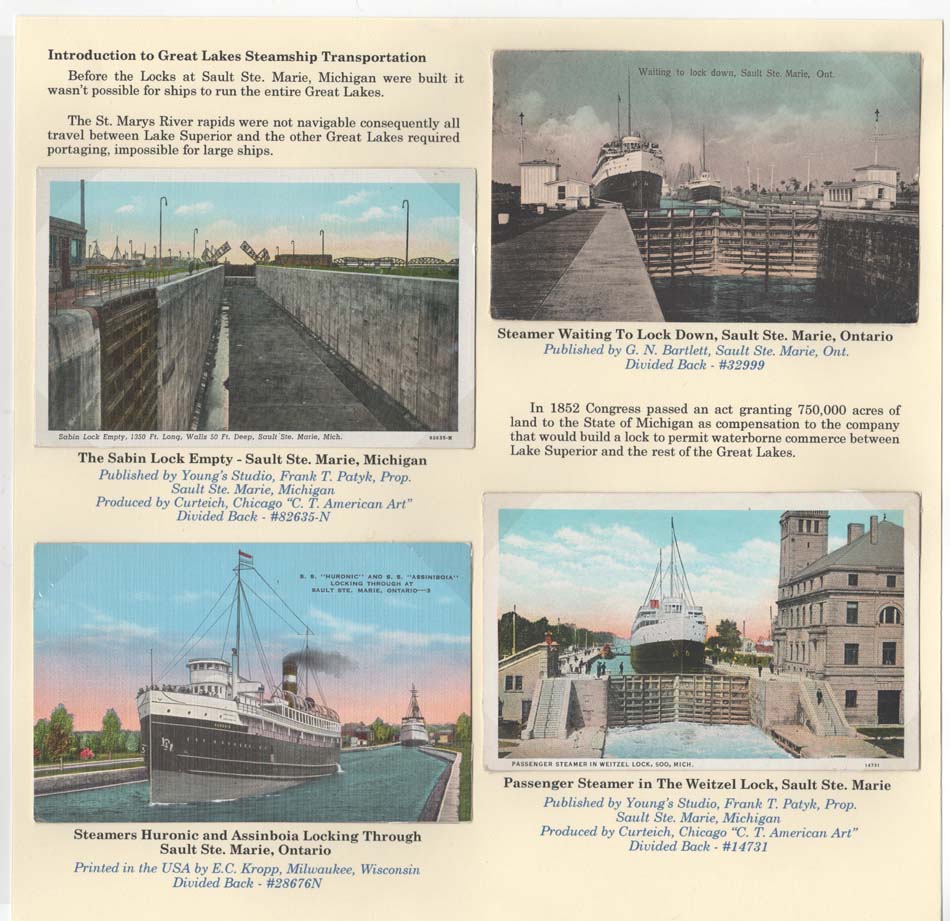 Introduction to Great Lakes Steamship Transportation
Before the Locks at Sault Ste. Marie, Michigan were built it
wasn't possible for ships to run the entire Great Lakes.
The St. Marys River rapids were not navigable consequently all
travel between Lake Superior and the other Great Lakes required
portaging, impossible for large ships.
Sabin Lock Empty, 1350 Ft. Long, Walls 50 Ft. Deep, Sault Ste. Marie, Mich.
82635-N
The Sabin Lock Empty - Sault Ste. Marie, Michigan
Published by Young's Studio, Frank T. Patyk, Prop.
Sault Ste. Marie, Michigan
Produced by Curteich, Chicago "C. T. American Art"
Divided Back - #82635-N
S. S. "HURONIC" AND S. S. "ASSINIBOIA"
LOCKING THROUGH AT
SAULT STE. MARIE, ONTARIO—3
Steamers Huronic and Assinboia Locking Through
Sault Ste. Marie, Ontario
Printed in the USA by E.C. Kropp, Milwaukee, Wisconsin
Divided Back - #28676N
Waiting to lock down, Sault Ste. Marie, Ont.
Steamer Waiting To Lock Down, Sault Ste. Marie, Ontario
Published by G. N. Bartlett, Sault Ste. Marie, Ont.
Divided Back - #32999
In 1852 Congress passed an act granting 750,000 acres of
land to the State of Michigan as compensation to the company
that would build a lock to permit waterborne commerce between
Lake Superior and the rest of the Great Lakes.
PASSENGER STEAMER IN WEITZEL LOCK, SOO, MICH.
14731
Passenger Steamer in The Weitzel Lock, Sault Ste. Marie
Published by Young's Studio, Frank T. Patyk, Prop.
Sault Ste. Marie, Michigan
Produced by Curteich, Chicago "C. T. American Art"
Divided Back - #14731